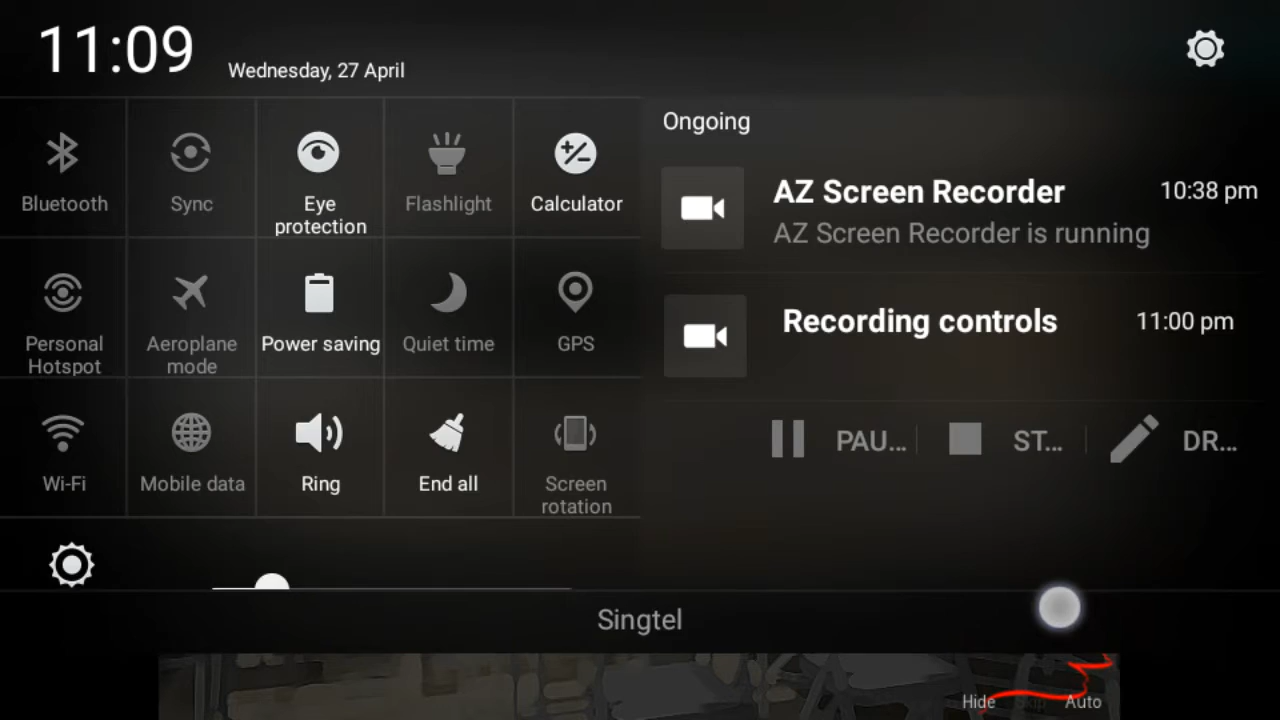 11:09
Wednesday, 27 April
Bluetooth
Sync
Eye
protection
Flashlight
Calculator
Personal
Hotspot
Aeroplane
mode
Power saving
Quiet time
GPS
Wi-Fi
Mobile data
Ring
End all
Screen
rotation
Ongoing
AZ Screen Recorder 10:38 pm
AZ Screen Recorder is running
Recording controls 11:00 pm
PAU... ST... DR...
Singtel
Hide Skip Auto